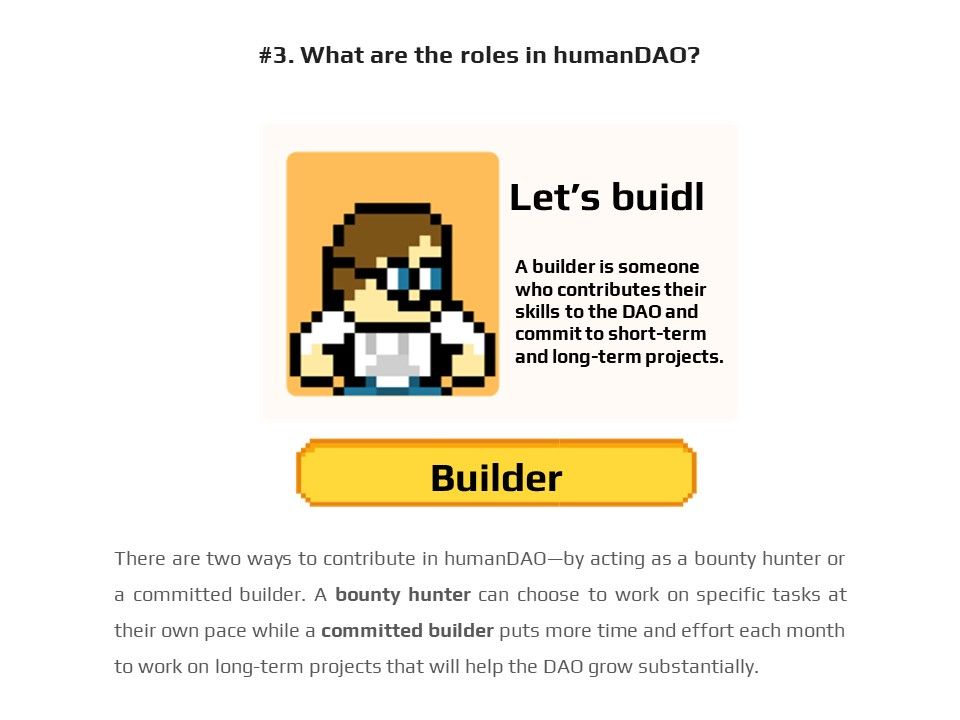 #3. What are the roles in humanDAO?
Let's buidl
A builder is someone
who contributes their
skills to the DAO and
commit to short-term
and long-term projects.
Builder
There are two ways to contribute in humanDAO—by acting as a bounty hunter or
a committed builder. A bounty hunter can choose to work on specific tasks at
their own pace while a committed builder puts more time and effort each month
to work on long-term projects that will help the DAO grow substantially.